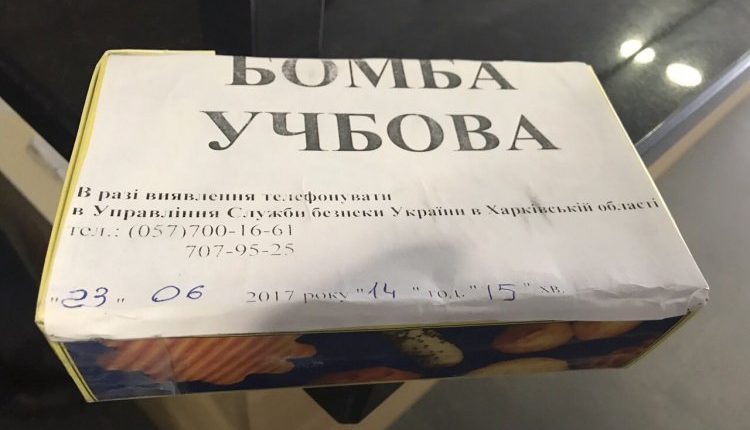 БОМБА
УЧБОВА
В разі виявлення телефонувати
в Управління Служби безпеки України в Харківській області
тел.: (057)700-16-61
707-95-25
"23" 06 2017 року "14" год. "15" хв.